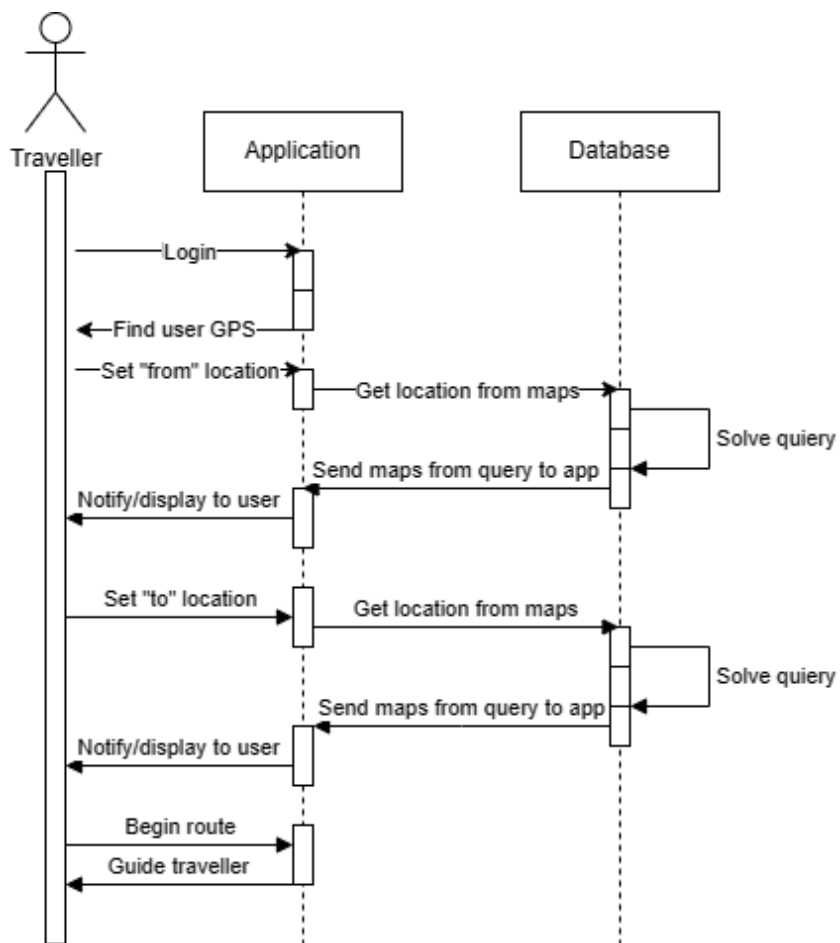 Traveller
Application
Database
Login
Find user GPS
Set "from" location
Get location from maps
Solve quiery
Send maps from query to app
Notify/display to user
Set "to" location
Get location from maps
Solve quiery
Send maps from query to app
Notify/display to user
Begin route
Guide traveller